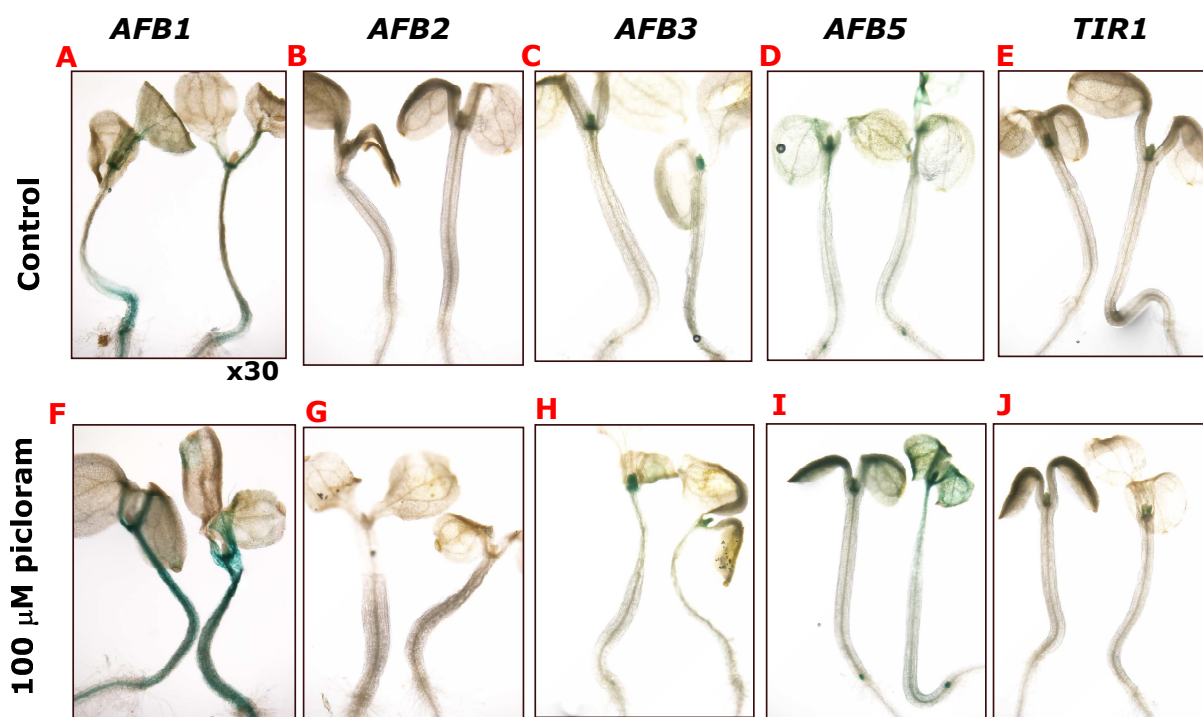 AFB1 AFB2 AFB3 AFB5 TIR1
A B C D E
Control
x30
F G H I J
100 μM picloram